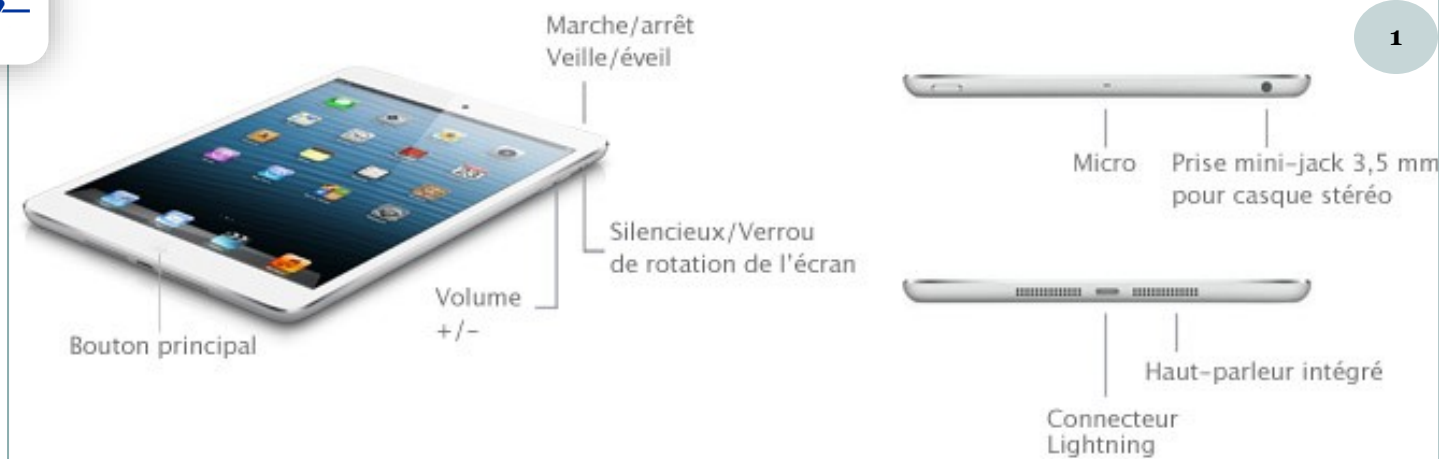 Marche/arrêt
Veille/éveil
1
Micro
Prise mini-jack 3,5 mm
pour casque stéréo
Silencieux/Verrou
de rotation de l'écran
Volume
+/-
Bouton principal
Haut-parleur intégré
Connecteur
Lightning